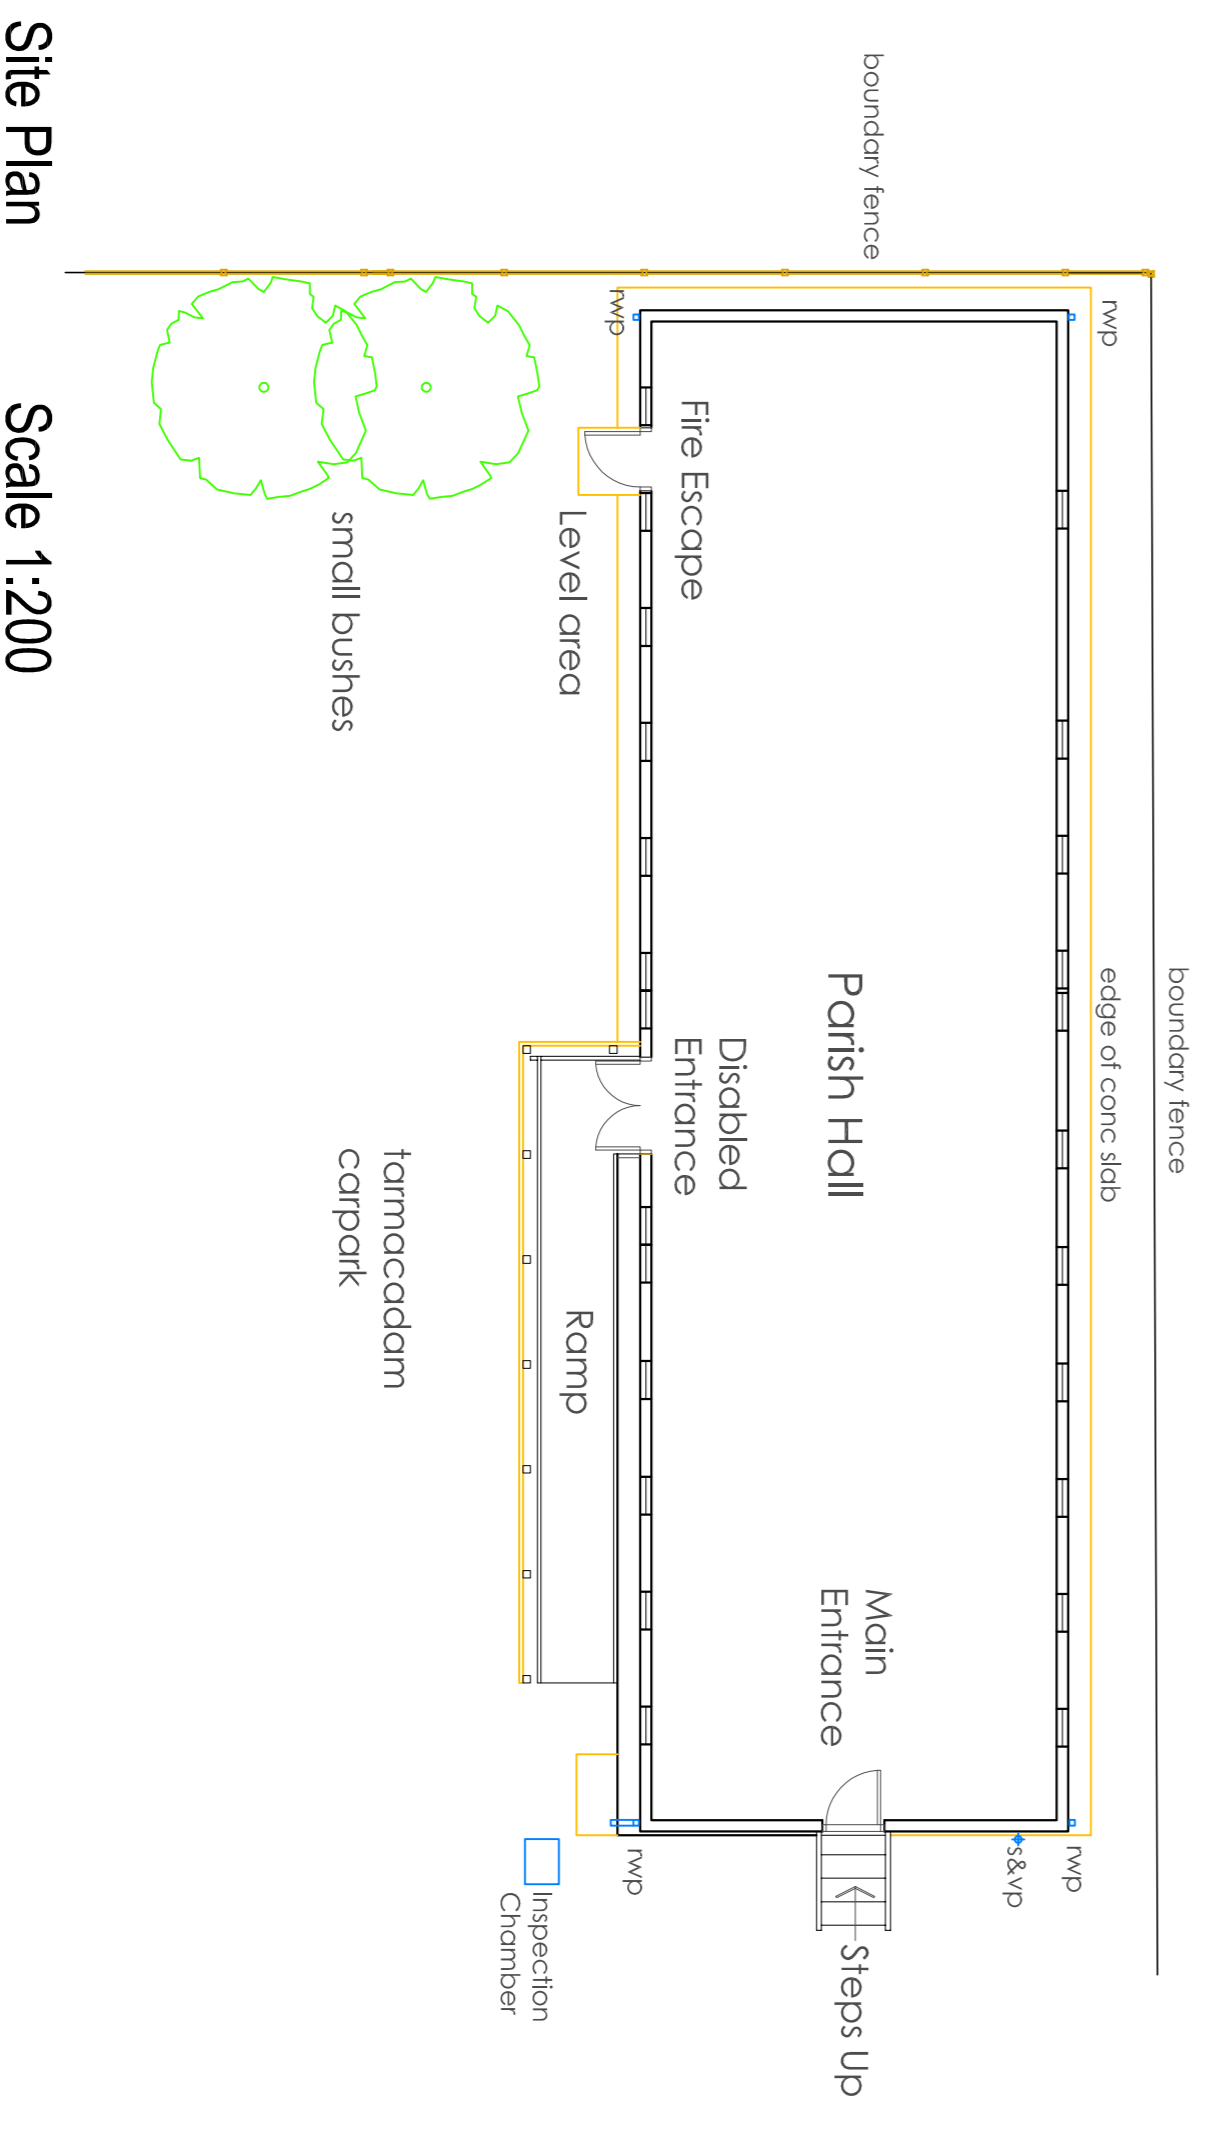 boundary fence
boundary fence
edge of conc slab
rwp
rwp
s&vp
Main
Entrance
Steps Up
Parish Hall
Disabled
Entrance
Fire Escape
rwp
rwp
Level area
Ramp
Inspection
Chamber
small bushes
tarmacadam
carpark
Site Plan
Scale 1:200